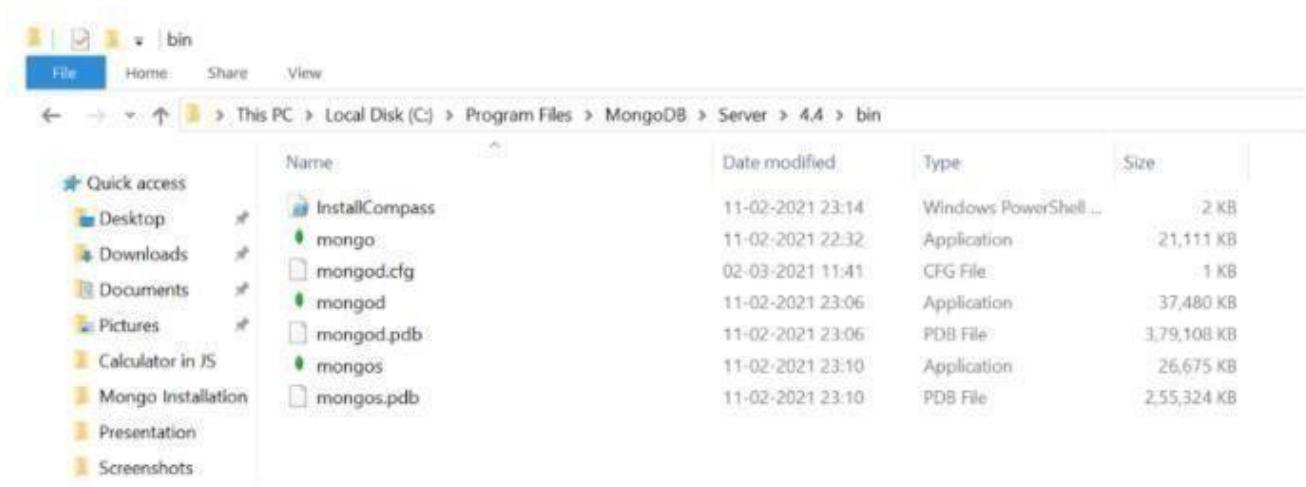 bin
File Home Share View
This PC > Local Disk (C:) > Program Files > MongoDB > Server > 4.4 > bin
Name Date modified Type Size
Quick access
Desktop
Downloads
Documents
Pictures
Calculator in JS
Mongo Installation
Presentation
Screenshots
InstallCompass 11-02-2021 23:14 Windows PowerShell ... 2 KB
mongo 11-02-2021 22:32 Application 21,111 KB
mongod.cfg 02-03-2021 11:41 CFG File 1 KB
mongod 11-02-2021 23:06 Application 37,480 KB
mongod.pdb 11-02-2021 23:06 PDB File 3,79,108 KB
mongos 11-02-2021 23:10 Application 26,675 KB
mongos.pdb 11-02-2021 23:10 PDB File 2,55,324 KB